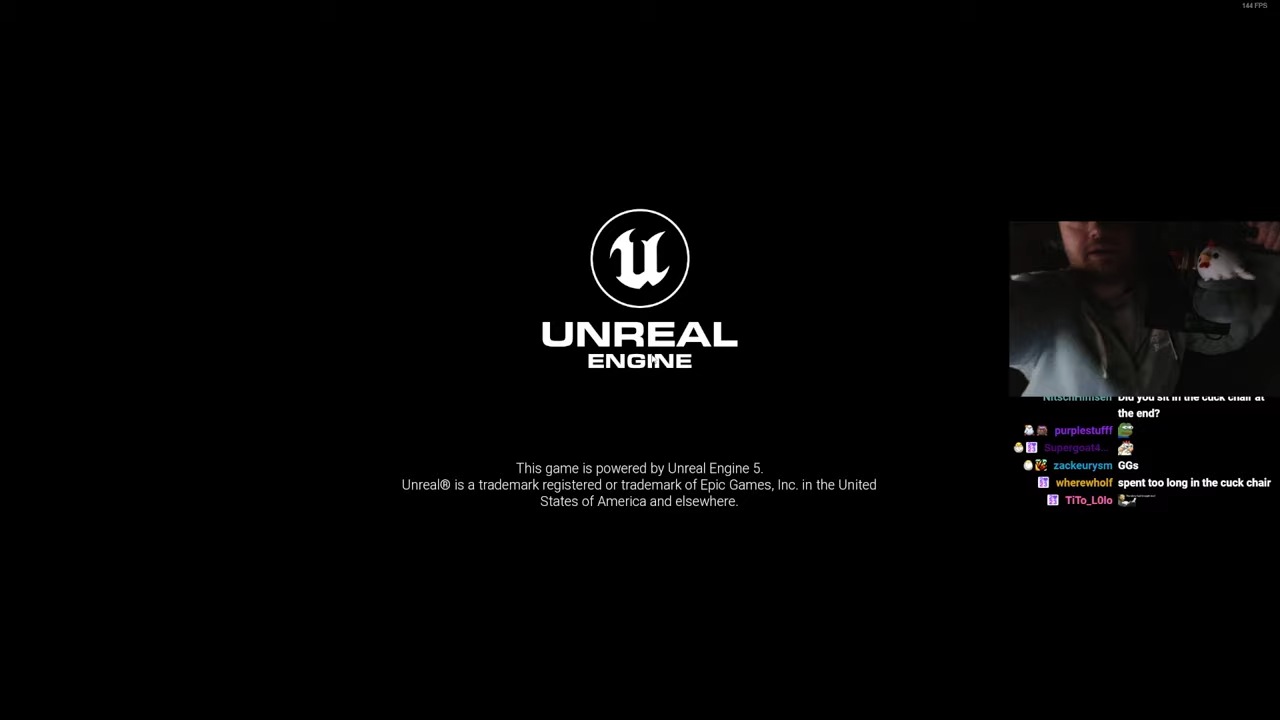 144 FPS
UNREAL
ENGINE
This game is powered by Unreal Engine 5.
Unreal® is a trademark registered or trademark of Epic Games, Inc. in the United
States of America and elsewhere.
NitschHimself Did you sit in the cuck chair at
the end?
purplestufff
Supergoat4...
zackeurysm GGs
wherewholf spent too long in the cuck chair
TiTo_L0lo